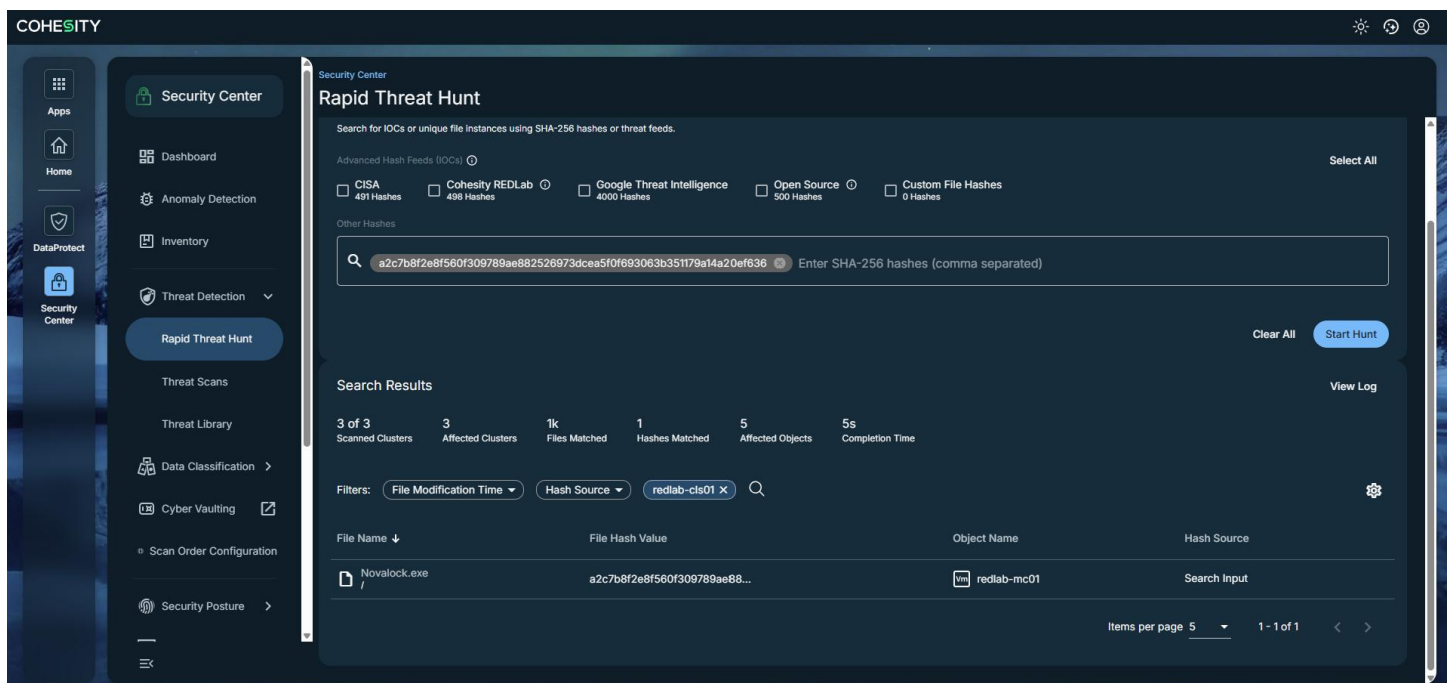 COHESITY
Apps
Home
DataProtect
Security
Center
Security Center
Dashboard
Anomaly Detection
Inventory
Threat Detection
Rapid Threat Hunt
Threat Scans
Threat Library
Data Classification
Cyber Vaulting
Scan Order Configuration
Security Posture
Security Center
Rapid Threat Hunt
Search for IOCs or unique file instances using SHA-256 hashes or threat feeds.
Advanced Hash Feeds (IOCs)
Select All
CISA
491 Hashes
Cohesity REDLab
498 Hashes
Google Threat Intelligence
4000 Hashes
Open Source
500 Hashes
Custom File Hashes
0 Hashes
Other Hashes
a2c7b8f2e8f560f309789ae882526973dcea5f0f693063b351179a14a20ef636 Enter SHA-256 hashes (comma separated)
Clear All Start Hunt
Search Results
View Log
3 of 3 3 1k 1 5 5s
Scanned Clusters Affected Clusters Files Matched Hashes Matched Affected Objects Completion Time
Filters: File Modification Time Hash Source redlab-cls01
File Name File Hash Value Object Name Hash Source
Novalock.exe
/
a2c7b8f2e8f560f309789ae88... Vm redlab-mc01 Search Input
Items per page 5 1 - 1 of 1